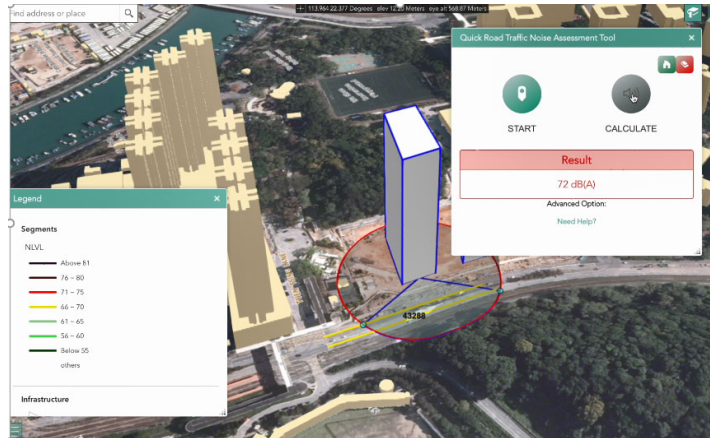 Find address or place
113.964 22.377 Degrees elev 12.20 Meters eye alt 568.87 Meters
Quick Road Traffic Noise Assessment Tool
START
CALCULATE
Result
72 dB(A)
Advanced Option:
Need Help?
Legend
Segments
NLVL
Above 81
76 ~ 80
71 ~ 75
66 ~ 70
61 ~ 65
56 ~ 60
Below 55
others
Infrastructure
43288